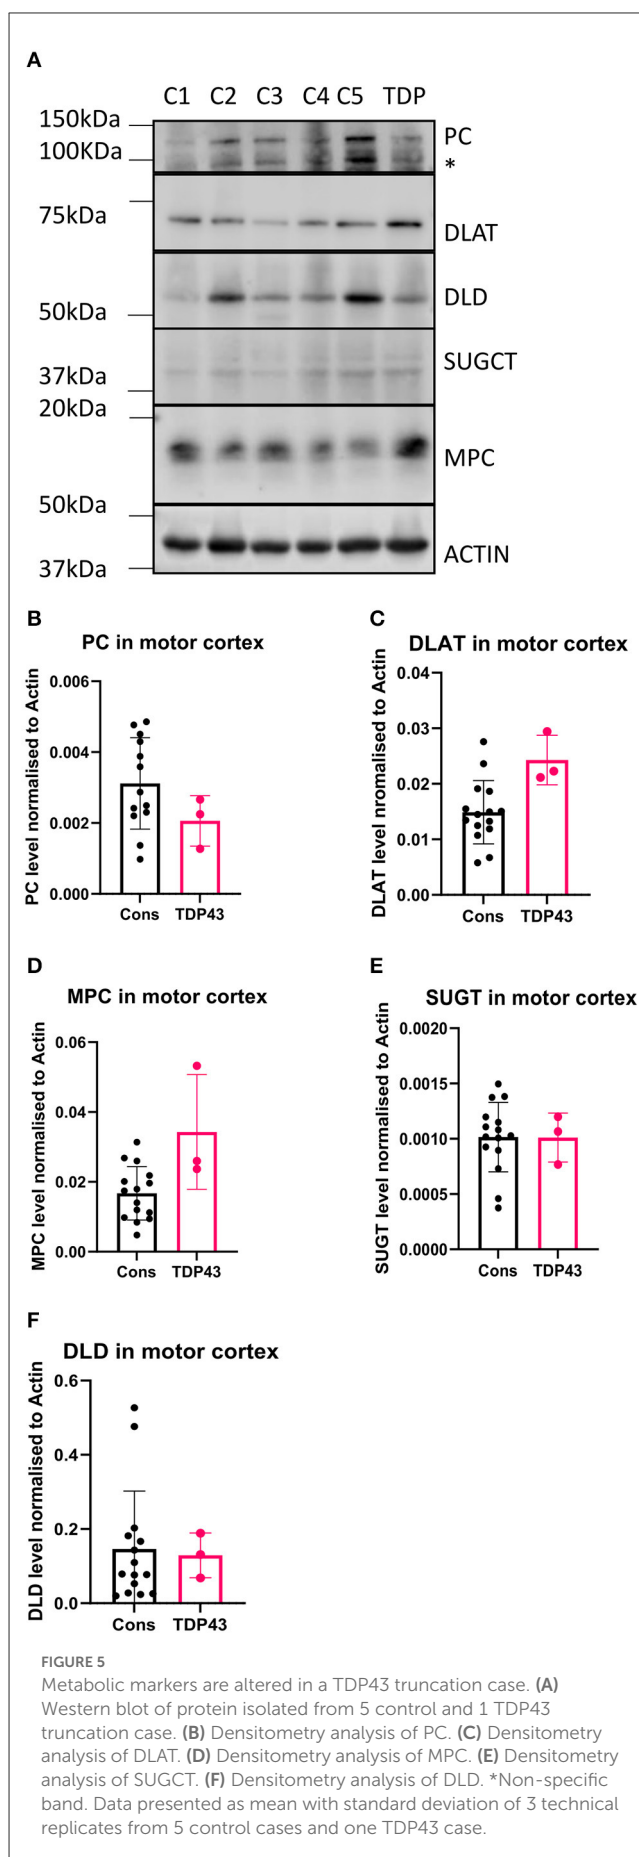 A
C1 C2 C3 C4 C5 TDP
150kDa
PC
100KDa
*
75kDa
DLAT
DLD
50kDa
SUGCT
37kDa
20kDa
MPC
50kDa
ACTIN
37kDa
B
PC in motor cortex
PC level normalised to Actin
0.006
0.004
0.002
0.000
Cons TDP43
C
DLAT in motor cortex
DLAT level nromalised to Actin
0.04
0.03
0.02
0.01
0.00
Cons TDP43
D
MPC in motor cortex
MPC level normalised to Actin
0.06
0.04
0.02
0.00
Cons TDP43
E
SUGT in motor cortex
SUGT level normalised to Actin
0.0020
0.0015
0.0010
0.0005
0.0000
Cons TDP43
F
DLD in motor cortex
DLD level normalised to Actin
0.6
0.4
0.2
0.0
Cons TDP43
FIGURE 5
Metabolic markers are altered in a TDP43 truncation case. (A)
Western blot of protein isolated from 5 control and 1 TDP43
truncation case. (B) Densitometry analysis of PC. (C) Densitometry
analysis of DLAT. (D) Densitometry analysis of MPC. (E) Densitometry
analysis of SUGCT. (F) Densitometry analysis of DLD. *Non-specific
band. Data presented as mean with standard deviation of 3 technical
replicates from 5 control cases and one TDP43 case.